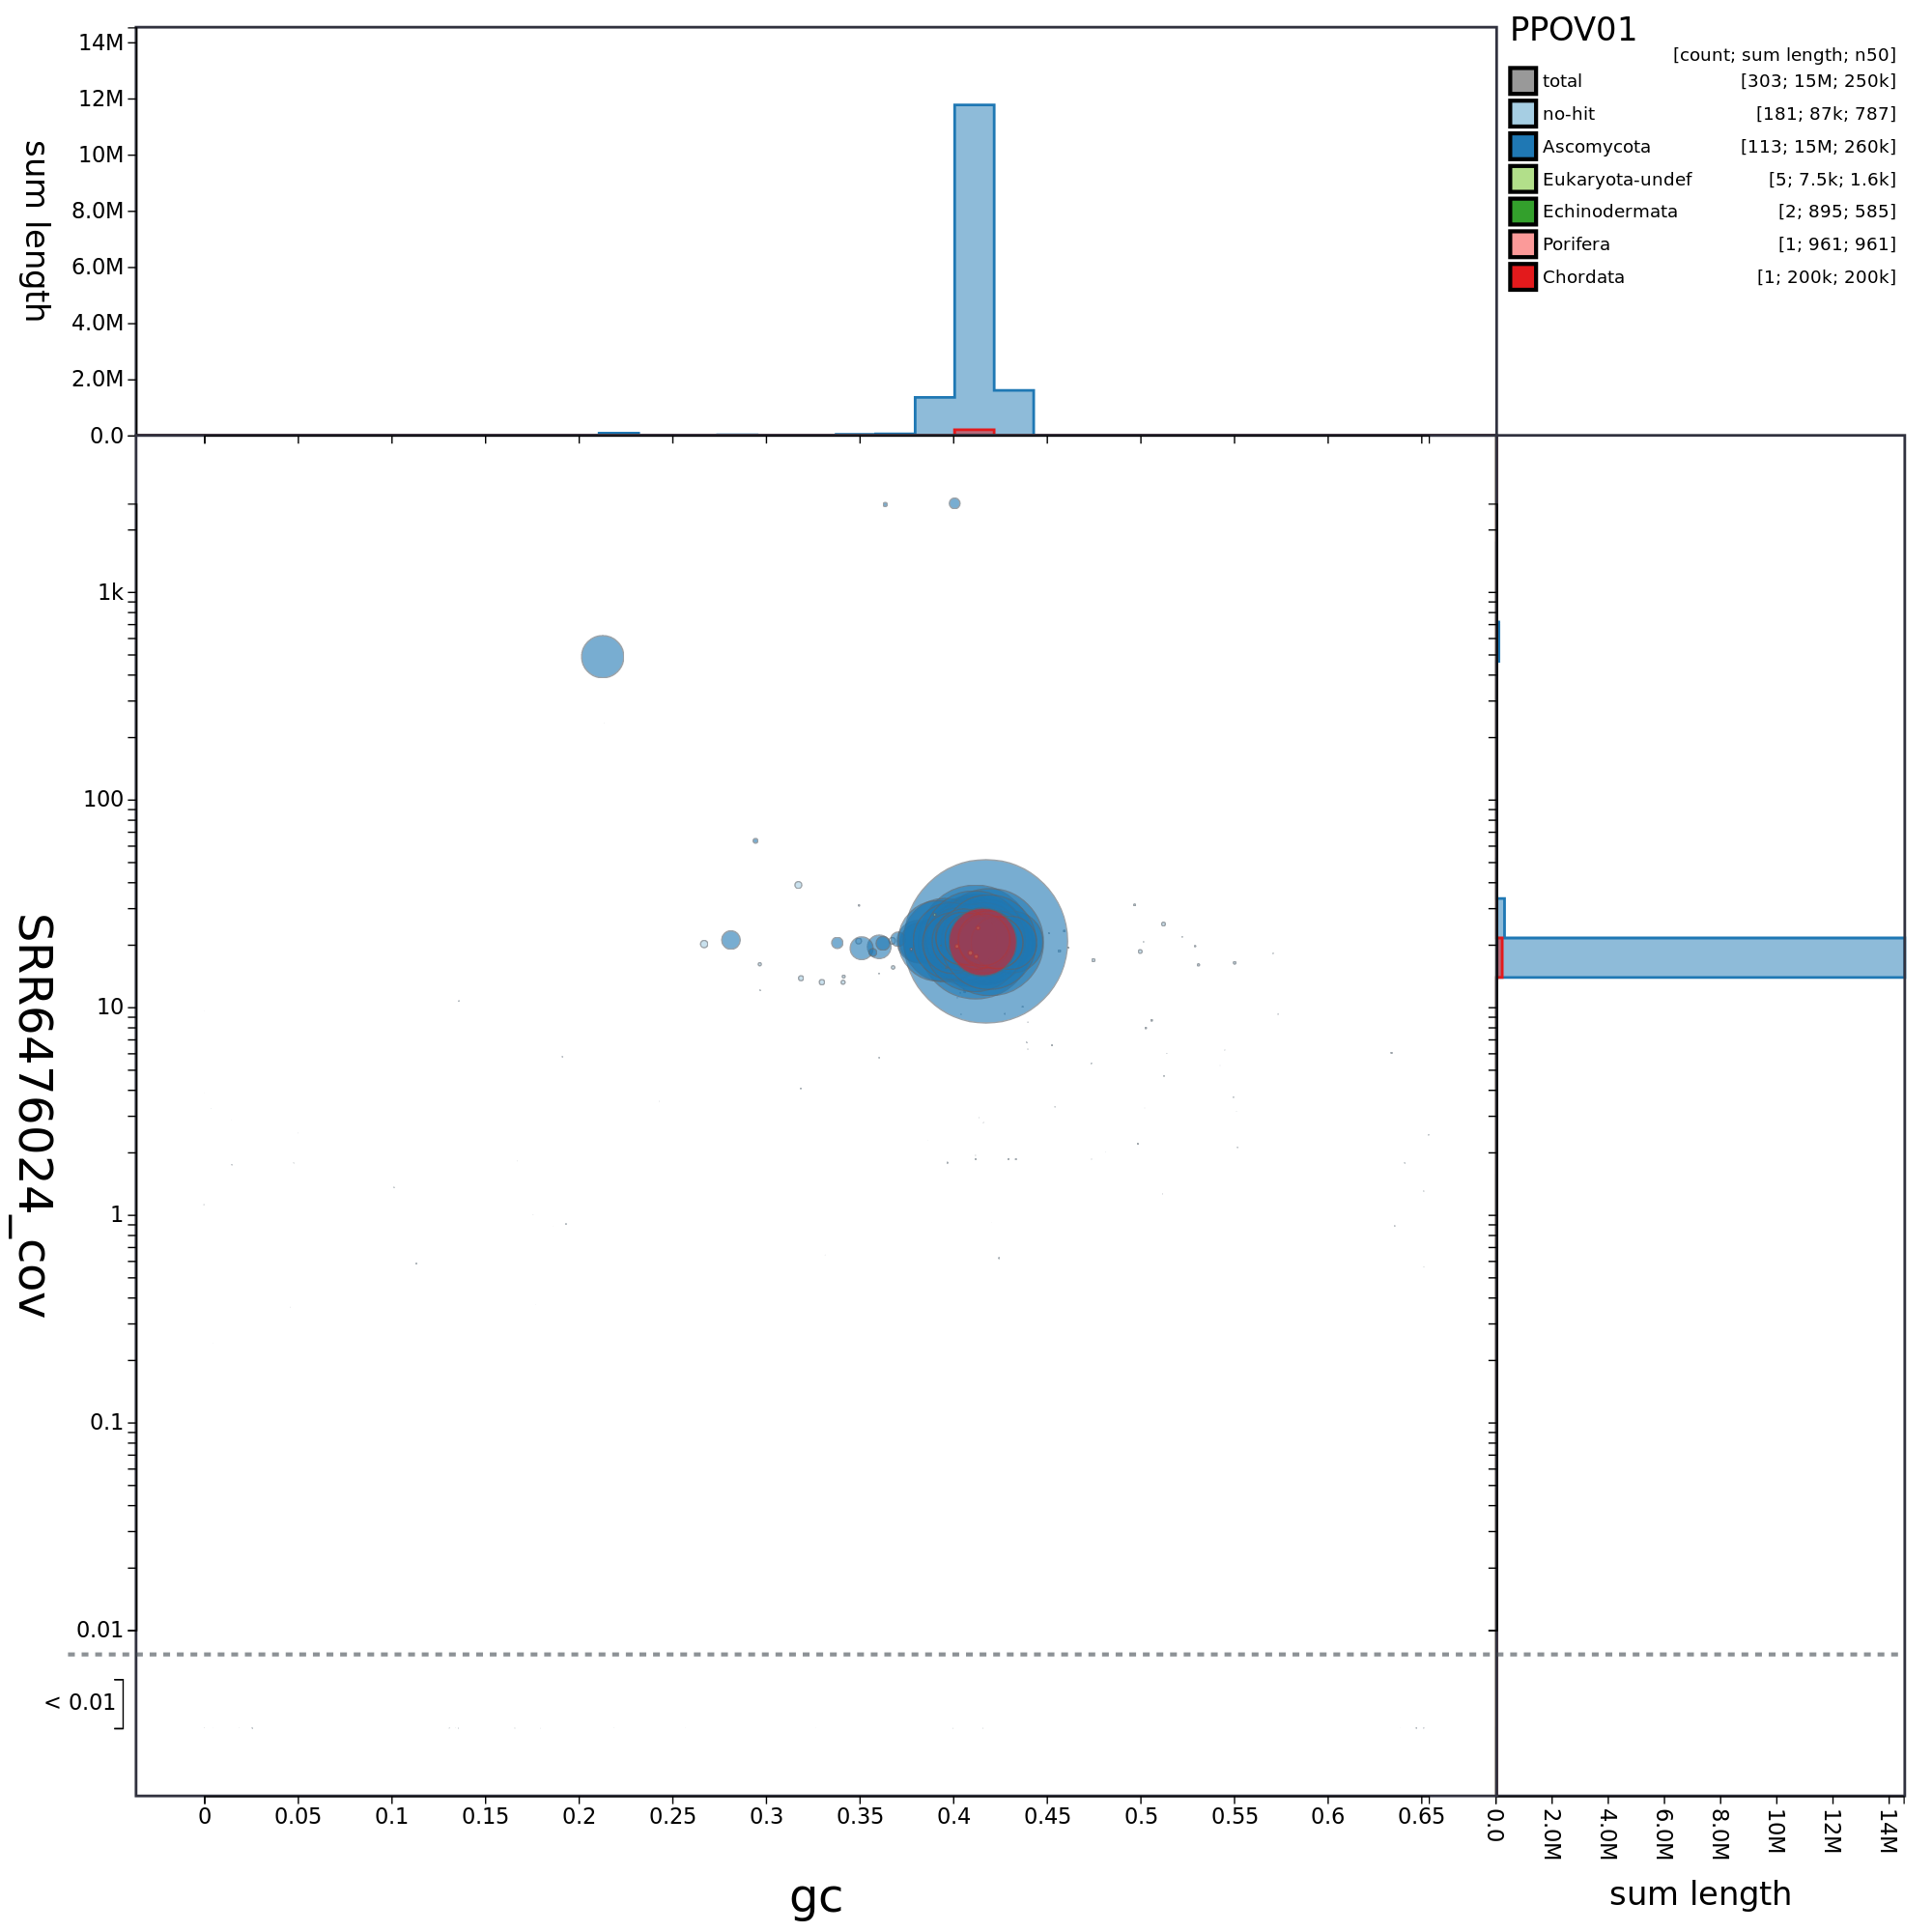 PPOV01
[count; sum length; n50]
total [303; 15M; 250k]
no-hit [181; 87k; 787]
Ascomycota [113; 15M; 260k]
Eukaryota-undef [5; 7.5k; 1.6k]
Echinodermata [2; 895; 585]
Porifera [1; 961; 961]
Chordata [1; 200k; 200k]
sum length
14M
12M
10M
8.0M
6.0M
4.0M
2.0M
0.0
SRR6476024_cov
1k
100
10
1
0.1
0.01
< 0.01
0 0.05 0.1 0.15 0.2 0.25 0.3 0.35 0.4 0.45 0.5 0.55 0.6 0.65
gc
0.0 2.0M 4.0M 6.0M 8.0M 10M 12M 14M
sum length